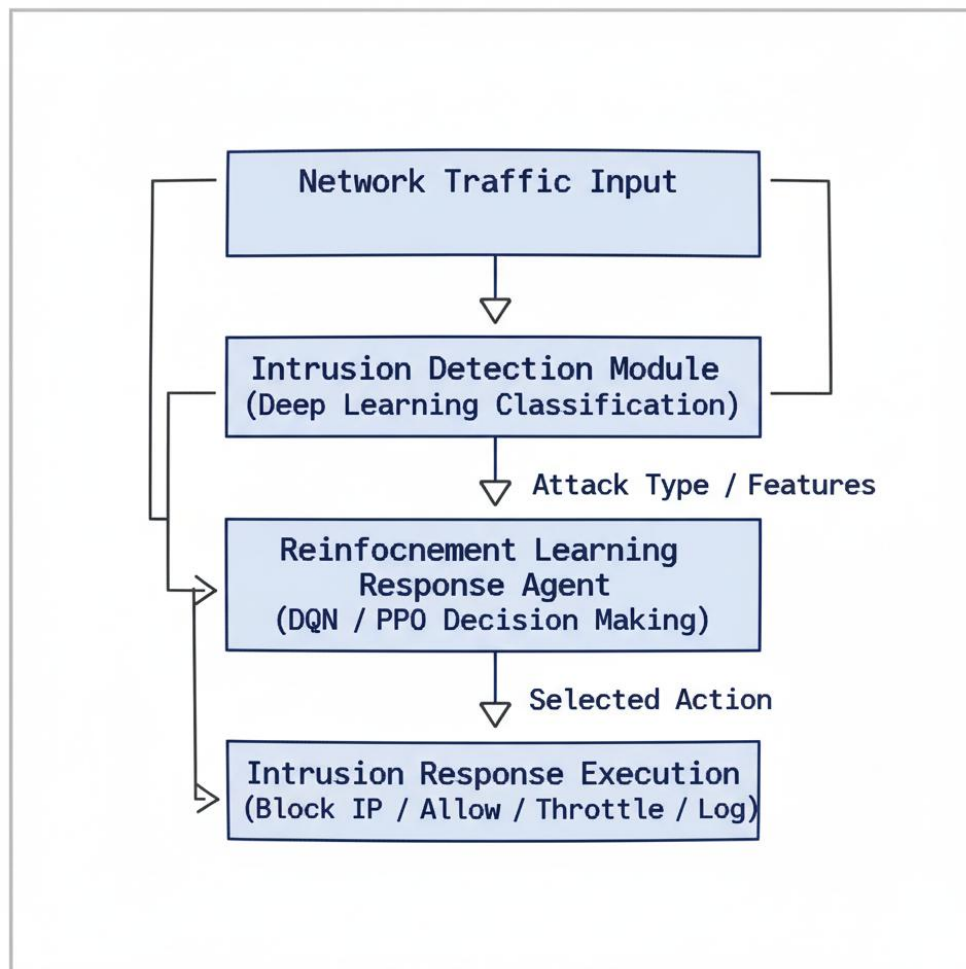 Network Traffic Input
Intrusion Detection Module
(Deep Learning Classification)
Attack Type / Features
Reinfocnement Learning
Response Agent
(DQN / PPO Decision Making)
Selected Action
Intrusion Response Execution
(Block IP / Allow / Throttle / Log)